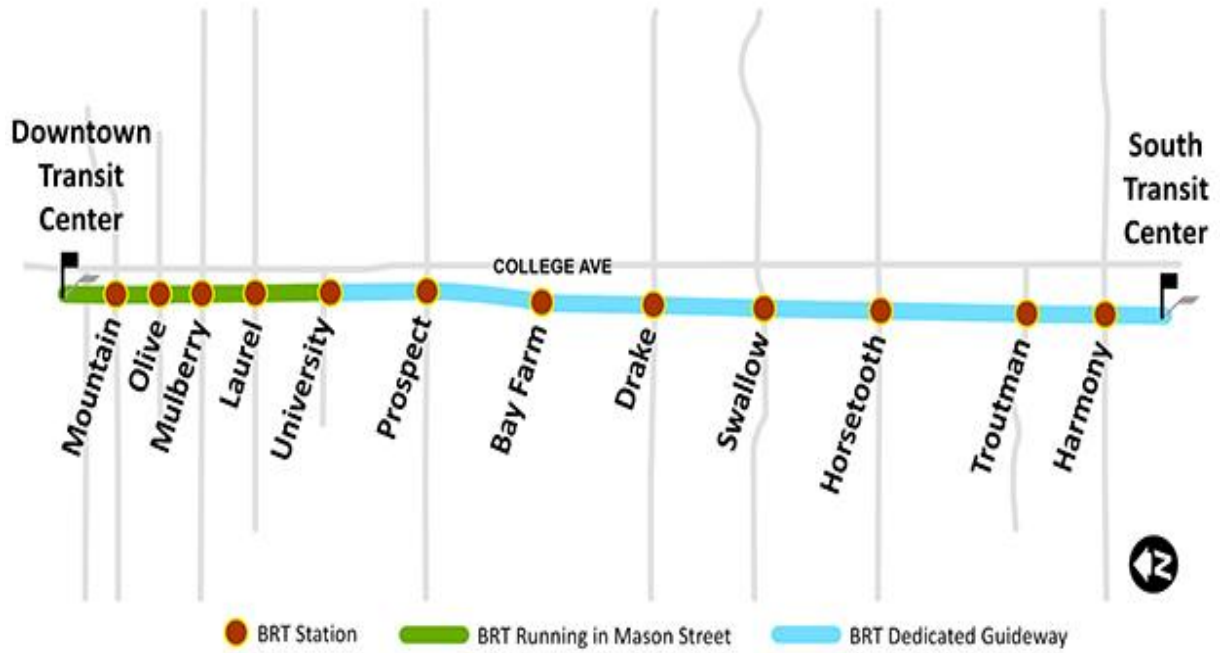 Downtown
Transit
Center
South
Transit
Center
COLLEGE AVE
Mountain
Olive
Mulberry
Laurel
University
Prospect
Bay Farm
Drake
Swallow
Horsetooth
Troutman
Harmony
N
BRT Station
BRT Running in Mason Street
BRT Dedicated Guideway